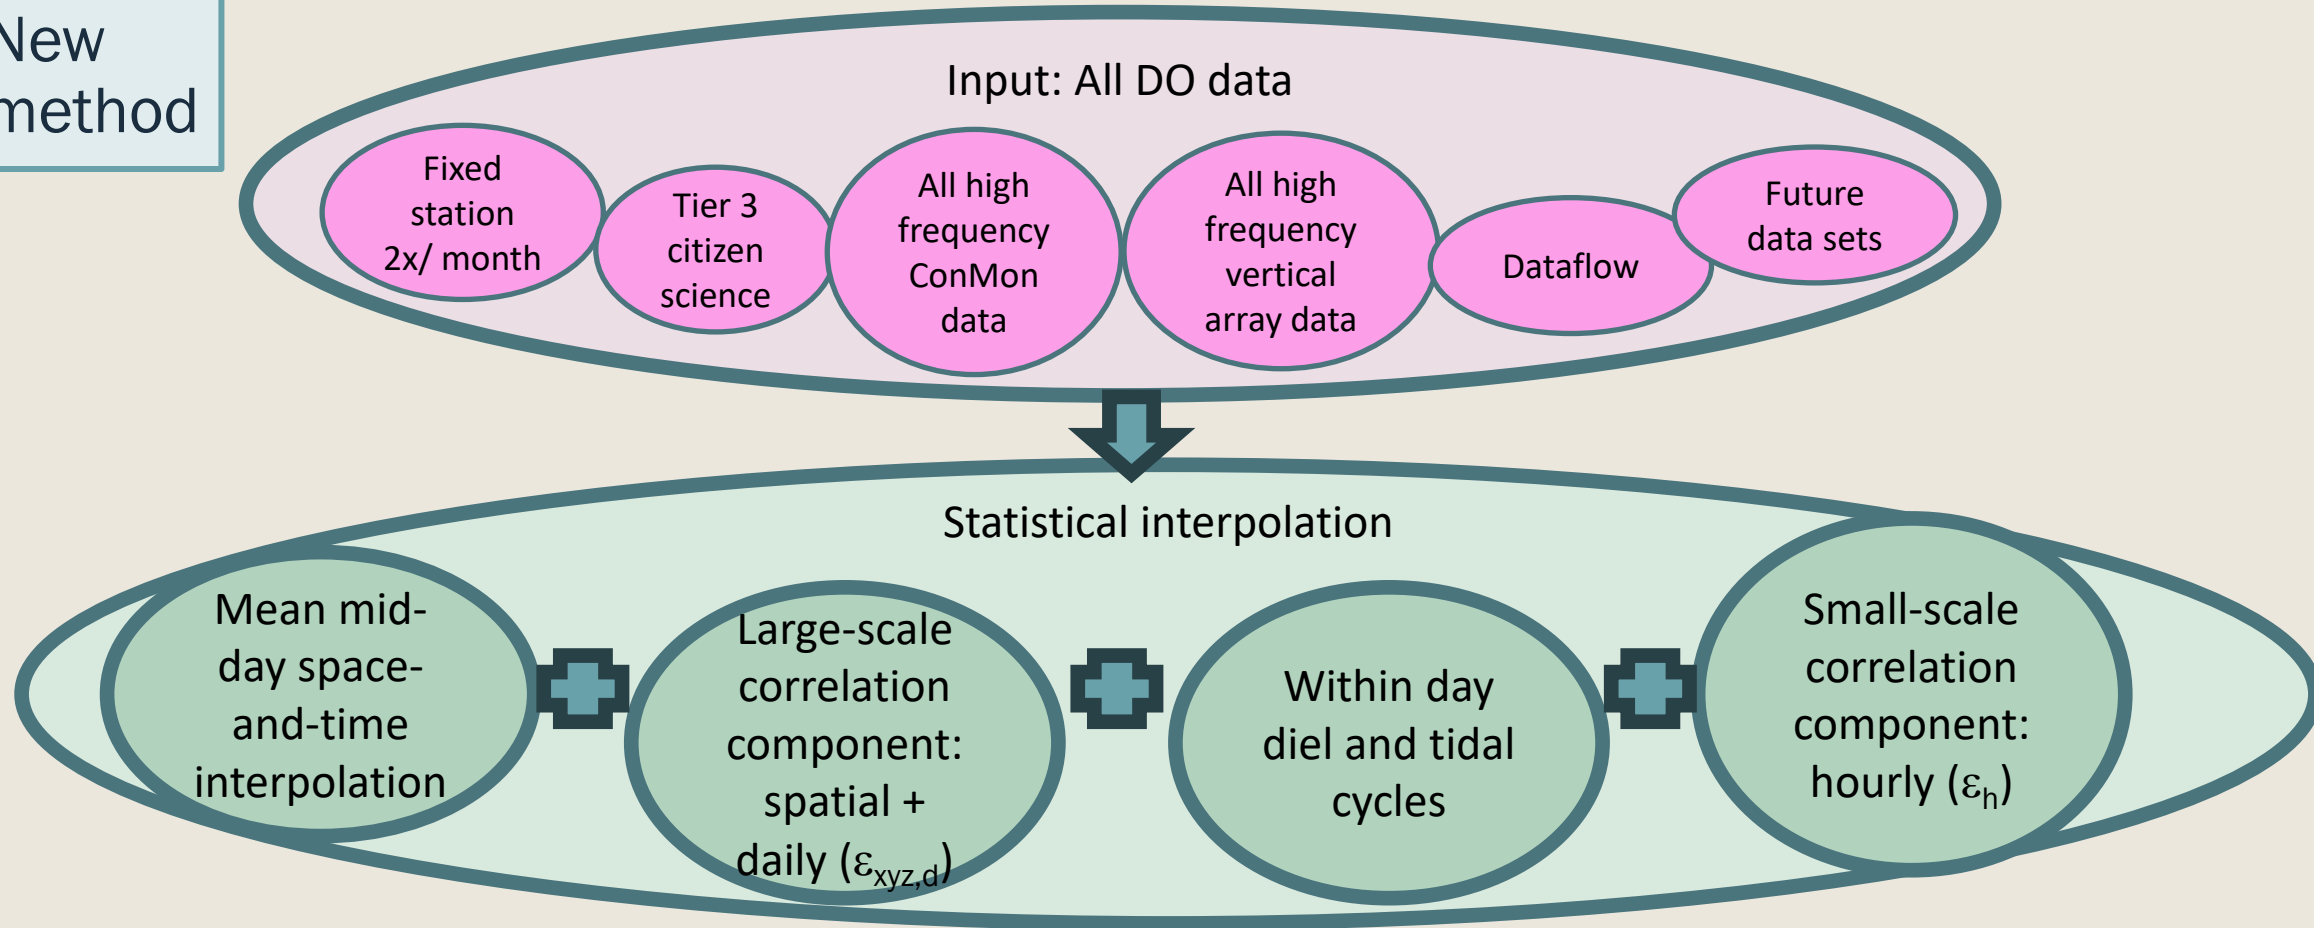 New
method
Input: All DO data
Fixed
station
2x/ month
Tier 3
citizen
science
All high
frequency
ConMon
data
All high
frequency
vertical
array data
Dataflow
Future
data sets
Statistical interpolation
Mean mid-
day space-
and-time
interpolation
Large-scale
correlation
component:
spatial +
daily (εxyz,d)
Within day
diel and tidal
cycles
Small-scale
correlation
component:
hourly (εh)